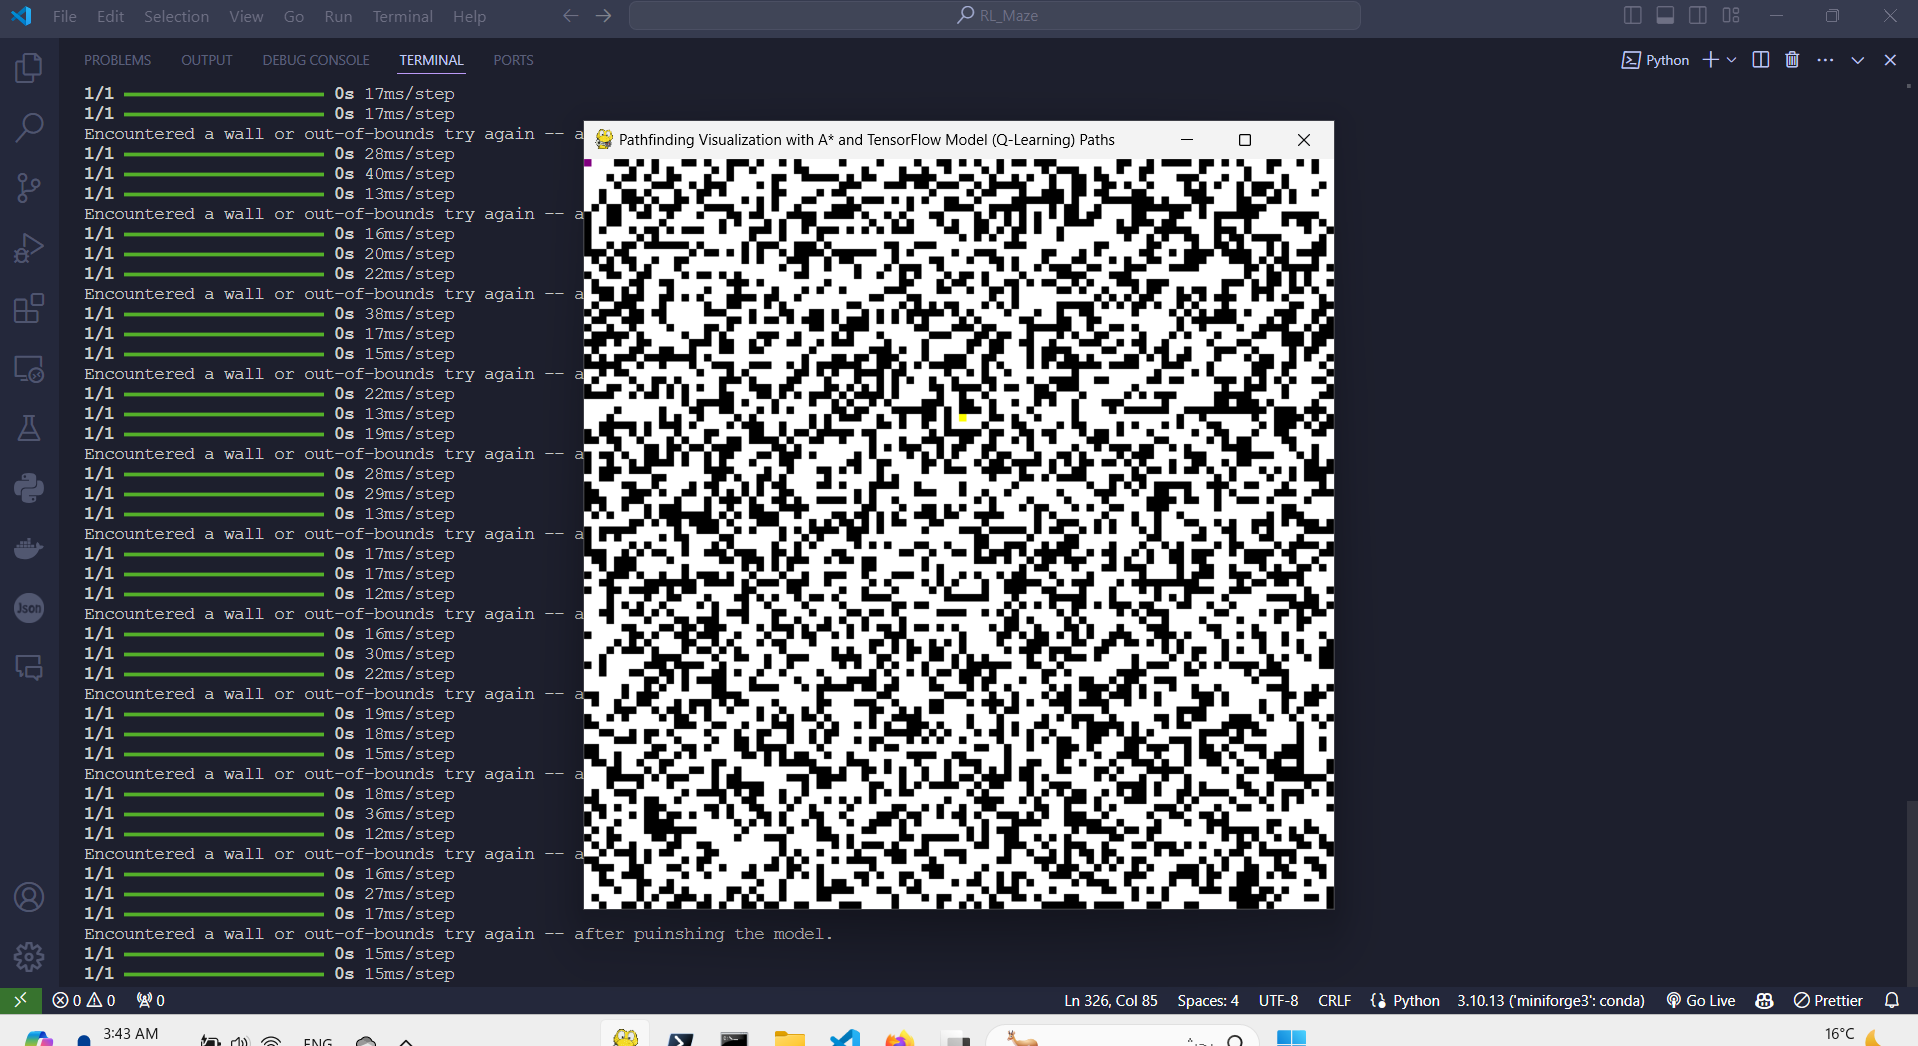 File Edit Selection View Go Run Terminal Help RL_Maze
PROBLEMS OUTPUT DEBUG CONSOLE TERMINAL PORTS Python
1/1 0s 17ms/step
1/1 0s 17ms/step
Encountered a wall or out-of-bounds try again -- a
Pathfinding Visualization with A* and TensorFlow Model (Q-Learning) Paths
1/1 0s 28ms/step
1/1 0s 40ms/step
1/1 0s 13ms/step
Encountered a wall or out-of-bounds try again -- a
1/1 0s 16ms/step
1/1 0s 20ms/step
1/1 0s 22ms/step
Encountered a wall or out-of-bounds try again -- a
1/1 0s 38ms/step
1/1 0s 17ms/step
1/1 0s 15ms/step
Encountered a wall or out-of-bounds try again -- a
1/1 0s 22ms/step
1/1 0s 13ms/step
1/1 0s 19ms/step
Encountered a wall or out-of-bounds try again -- a
1/1 0s 28ms/step
1/1 0s 29ms/step
1/1 0s 13ms/step
Encountered a wall or out-of-bounds try again -- a
1/1 0s 17ms/step
1/1 0s 17ms/step
1/1 0s 12ms/step
Encountered a wall or out-of-bounds try again -- a
1/1 0s 16ms/step
1/1 0s 30ms/step
1/1 0s 22ms/step
Encountered a wall or out-of-bounds try again -- a
1/1 0s 19ms/step
1/1 0s 18ms/step
1/1 0s 15ms/step
Encountered a wall or out-of-bounds try again -- a
1/1 0s 18ms/step
1/1 0s 36ms/step
1/1 0s 12ms/step
Encountered a wall or out-of-bounds try again -- a
1/1 0s 16ms/step
1/1 0s 27ms/step
1/1 0s 17ms/step
Encountered a wall or out-of-bounds try again -- after puinshing the model.
1/1 0s 15ms/step
1/1 0s 15ms/step
Json
0 0 0 Ln 326, Col 85 Spaces: 4 UTF-8 CRLF Python 3.10.13 ('miniforge3': conda) Go Live Prettier
3:43 AM ENG 16°C